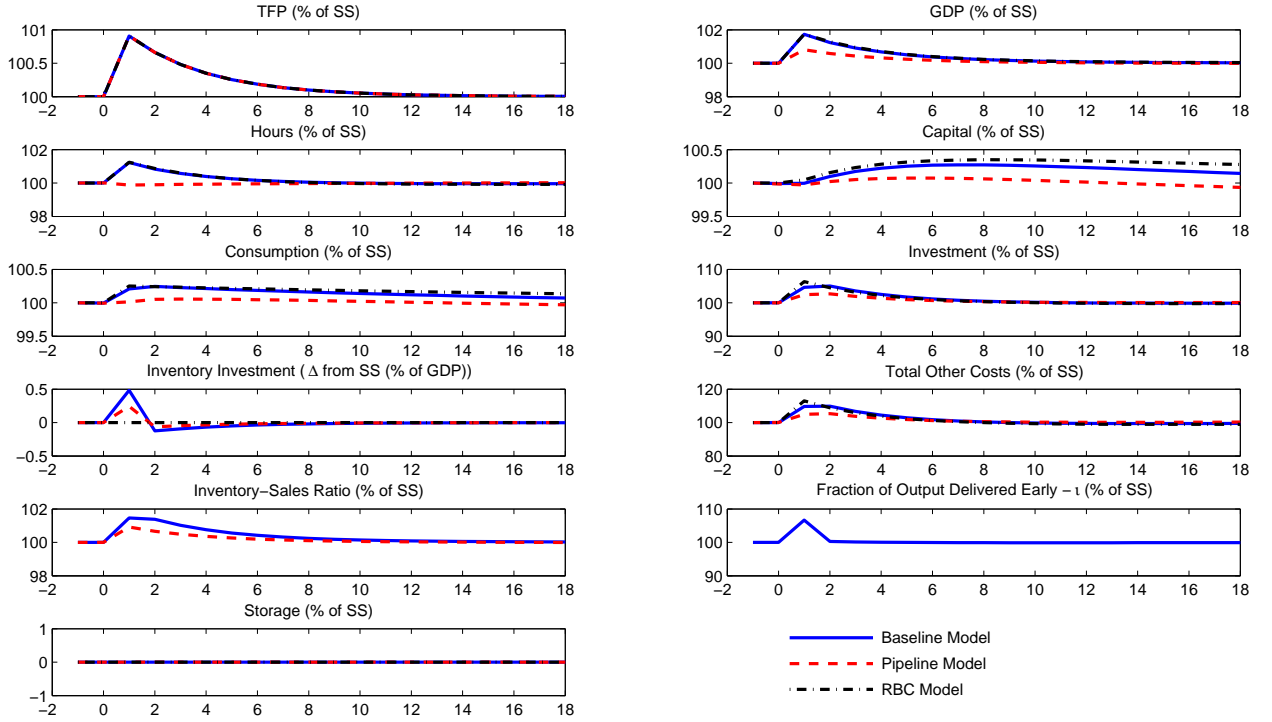 TFP (% of SS)
101
100.5
100
−2 0 2 4 6 8 10 12 14 16 18
GDP (% of SS)
102
100
98
−2 0 2 4 6 8 10 12 14 16 18
Hours (% of SS)
102
100
98
−2 0 2 4 6 8 10 12 14 16 18
Capital (% of SS)
100.5
100
99.5
−2 0 2 4 6 8 10 12 14 16 18
Consumption (% of SS)
100.5
100
99.5
−2 0 2 4 6 8 10 12 14 16 18
Investment (% of SS)
110
100
90
−2 0 2 4 6 8 10 12 14 16 18
Inventory Investment ( Δ from SS (% of GDP))
0.5
0
−0.5
−2 0 2 4 6 8 10 12 14 16 18
Total Other Costs (% of SS)
120
100
80
−2 0 2 4 6 8 10 12 14 16 18
Inventory−Sales Ratio (% of SS)
102
100
98
−2 0 2 4 6 8 10 12 14 16 18
Fraction of Output Delivered Early − ι (% of SS)
110
100
90
−2 0 2 4 6 8 10 12 14 16 18
Storage (% of SS)
1
0
−1
−2 0 2 4 6 8 10 12 14 16 18
Baseline Model
Pipeline Model
RBC Model